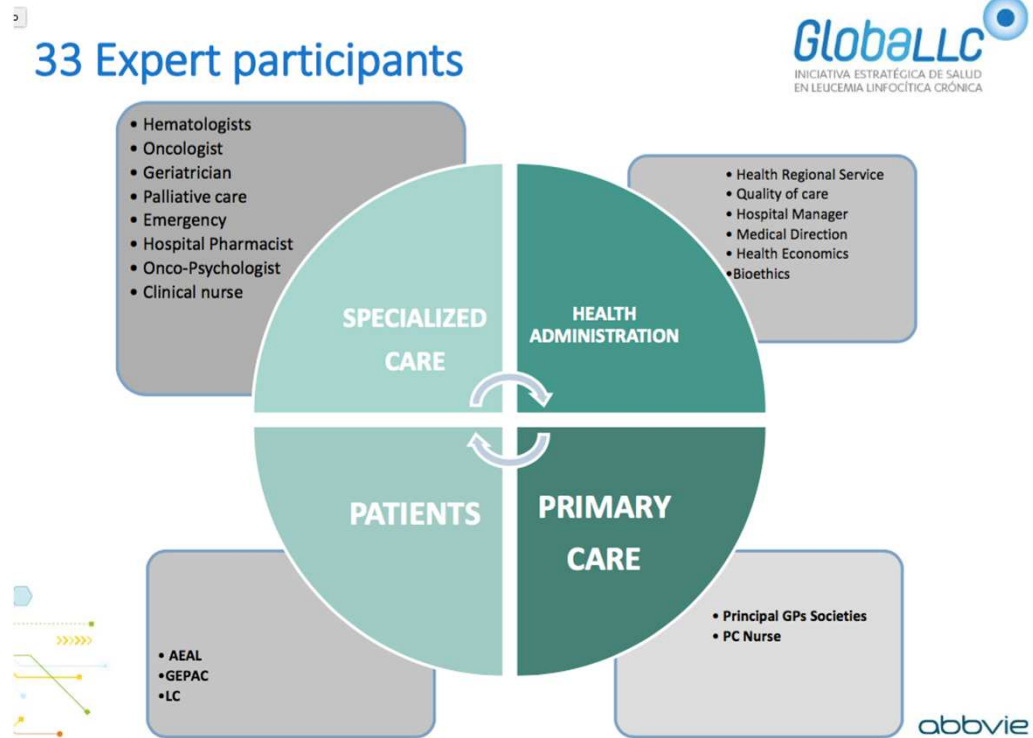 33 Expert participants
GlobaLLC
INICIATIVA ESTRATÉGICA DE SALUD
EN LEUCEMIA LINFOCÍTICA CRÓNICA
• Hematologists
• Oncologist
• Geriatrician
• Palliative care
• Emergency
• Hospital Pharmacist
• Onco-Psychologist
• Clinical nurse
• Health Regional Service
• Quality of care
• Hospital Manager
• Medical Direction
• Health Economics
•Bioethics
SPECIALIZED
CARE
HEALTH
ADMINISTRATION
PATIENTS
PRIMARY
CARE
• AEAL
•GEPAC
•LC
• Principal GPs Societies
• PC Nurse
abbvie